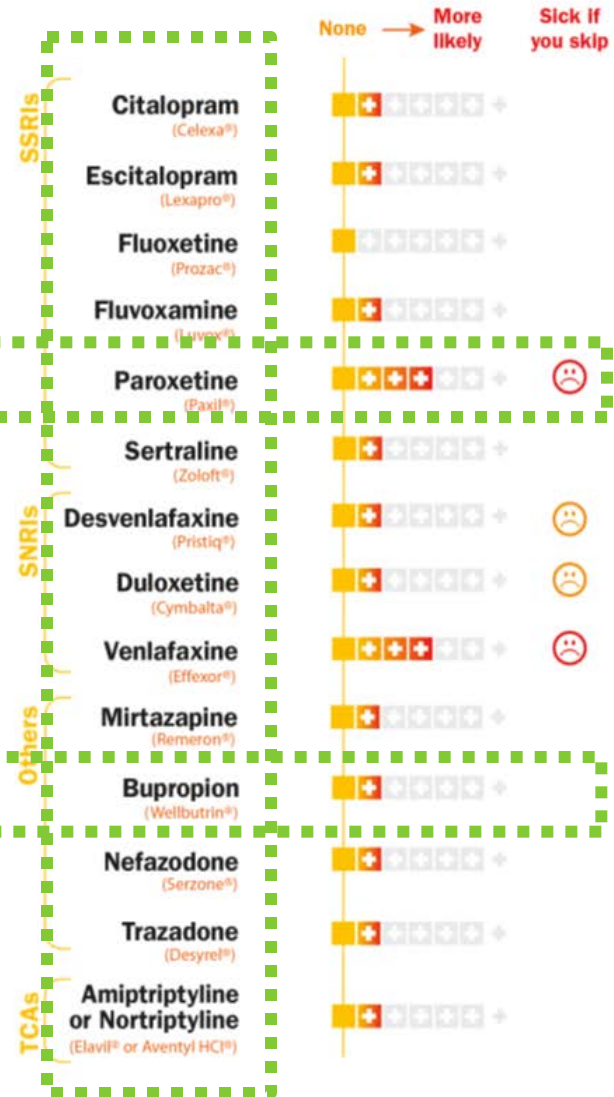 None → More likely
Sick if you skip
SSRIs
Citalopram
(Celexa®)
Escitalopram
(Lexapro®)
Fluoxetine
(Prozac®)
Fluvoxamine
(Luvox®)
Paroxetine
(Paxil®)
Sertraline
(Zoloft®)
SNRIs
Desvenlafaxine
(Pristiq®)
Duloxetine
(Cymbalta®)
Venlafaxine
(Effexor®)
Others
Mirtazapine
(Remeron®)
Bupropion
(Wellbutrin®)
Nefazodone
(Serzone®)
Trazadone
(Desyrel®)
TCAs
Amiptriptyline
or Nortriptyline
(Elavil® or Aventyl HCl®)